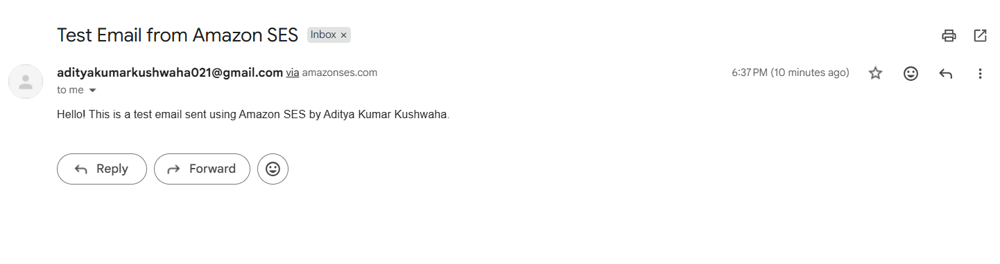 Test Email from Amazon SES Inbox ×
adityakumarkushwaha021@gmail.com via amazonses.com 6:37 PM (10 minutes ago)
to me
Hello! This is a test email sent using Amazon SES by Aditya Kumar Kushwaha.
Reply Forward